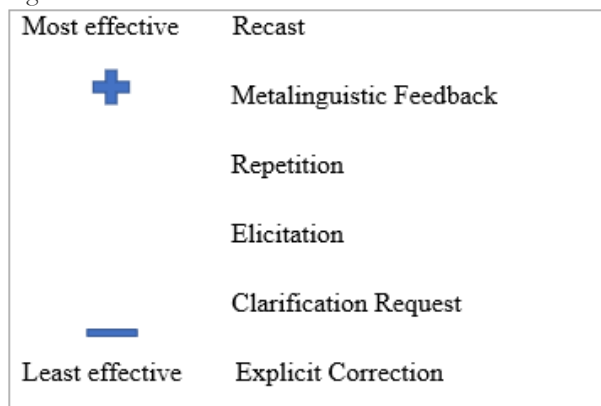 Most effective Recast
Metalinguistic Feedback
Repetition
Elicitation
Clarification Request
Least effective Explicit Correction